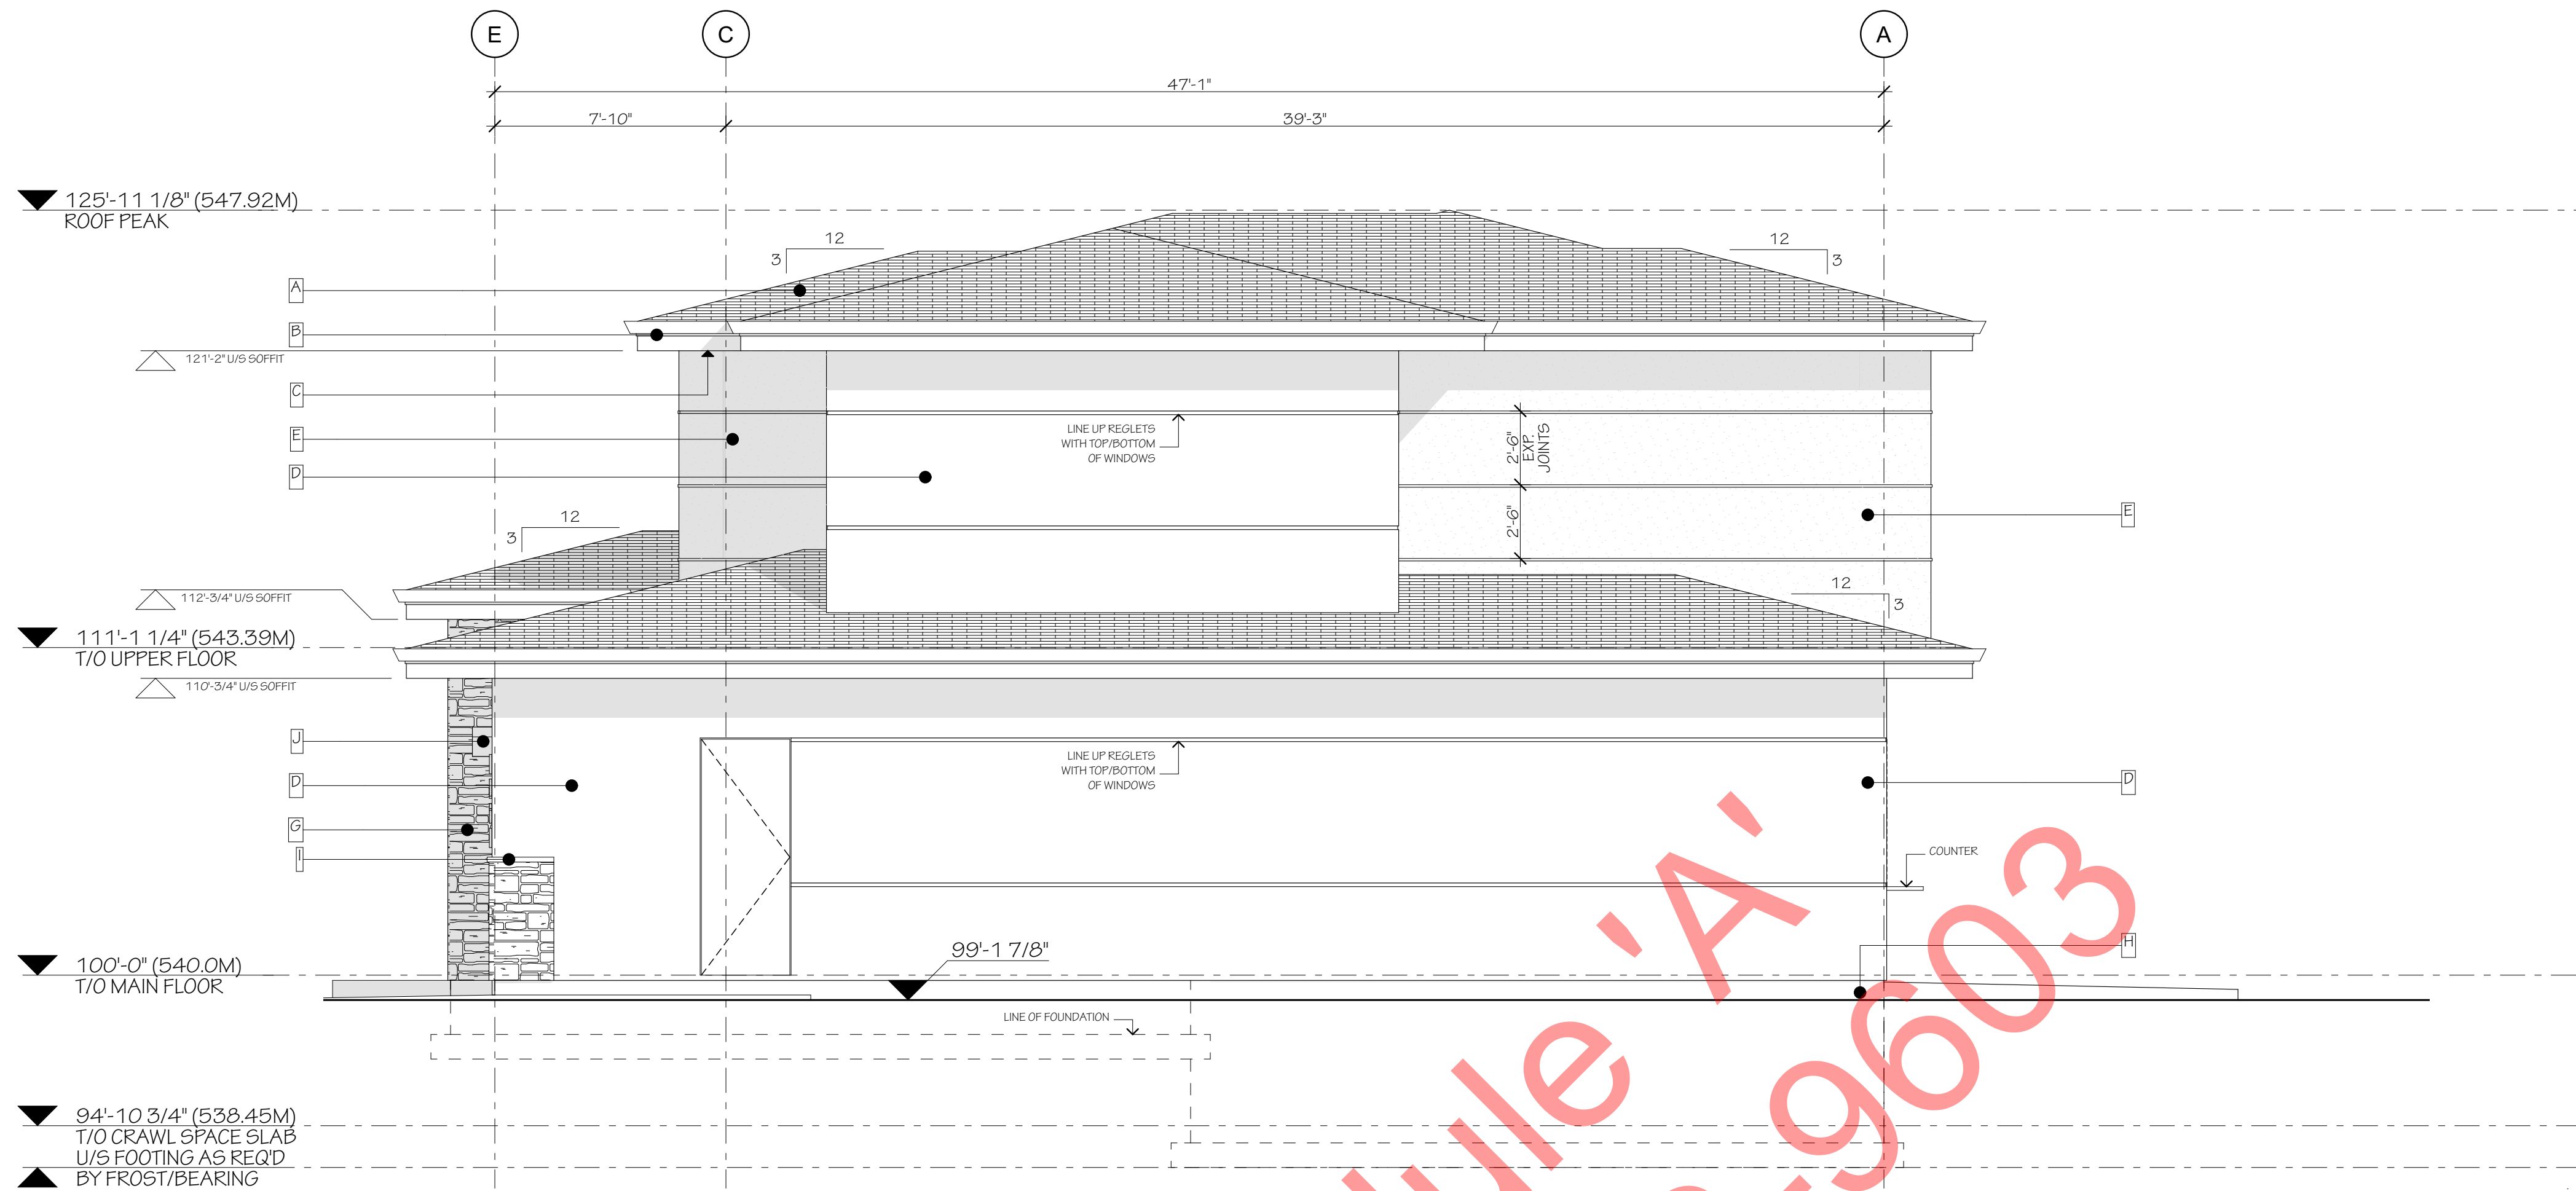 E
C
A
47'-1"
7'-10"
39'-3"
125'-11 1/8" (547.92M)
ROOF PEAK
12
3
12
3
A
B
121'-2" U/S SOFFIT
C
E
D
LINE UP REGLETS
WITH TOP/BOTTOM
OF WINDOWS
2'-6"
EXP.
JOINTS
2'-6"
E
12
3
12
3
112'-3/4" U/S SOFFIT
111'-1 1/4" (543.39M)
T/O UPPER FLOOR
110'-3/4" U/S SOFFIT
J
D
G
I
LINE UP REGLETS
WITH TOP/BOTTOM
OF WINDOWS
D
COUNTER
H
100'-0" (540.0M)
T/O MAIN FLOOR
99'-1 7/8"
LINE OF FOUNDATION
94'-10 3/4" (538.45M)
T/O CRAWL SPACE SLAB
U/S FOOTING AS REQ'D
BY FROST/BEARING
ule 'A'
9603